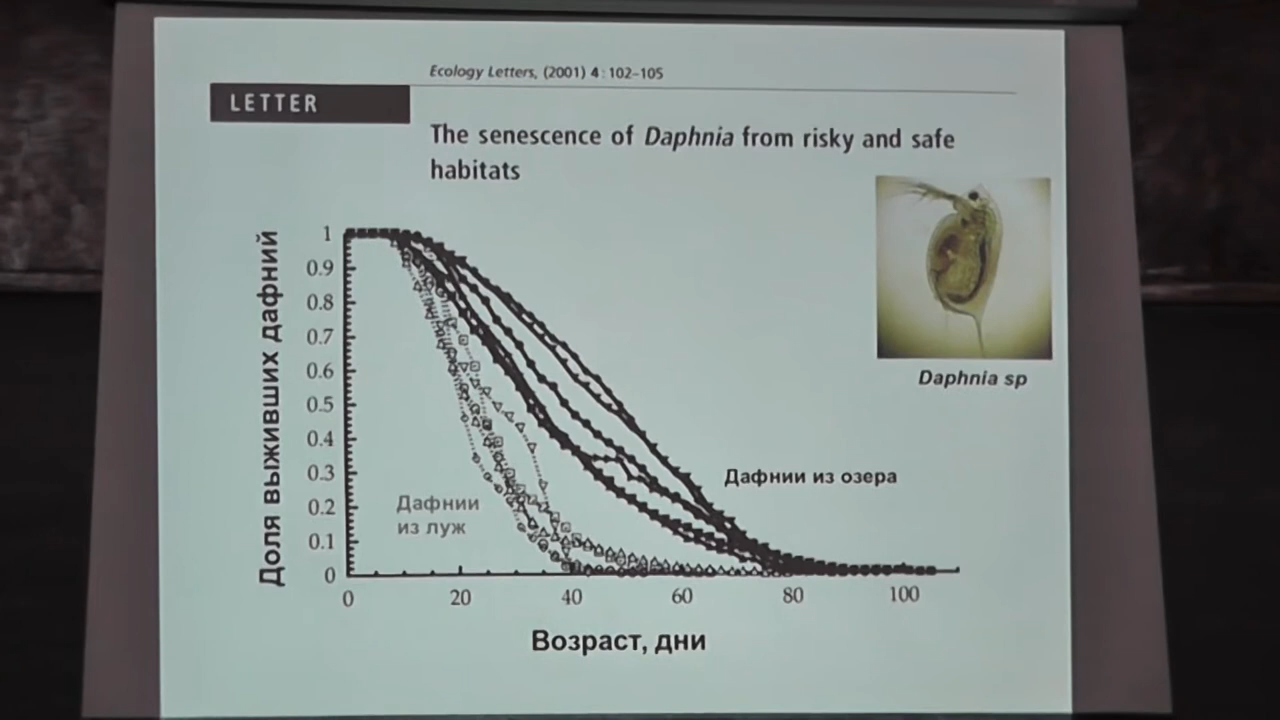 Ecology Letters, (2001) 4 : 102–105
LETTER
The senescence of Daphnia from risky and safe
habitats
Daphnia sp
Доля выживших дафний
1
0.9
0.8
0.7
0.6
0.5
0.4
0.3
0.2
0.1
0
Дафнии из озера
Дафнии
из луж
0 20 40 60 80 100
Возраст, дни